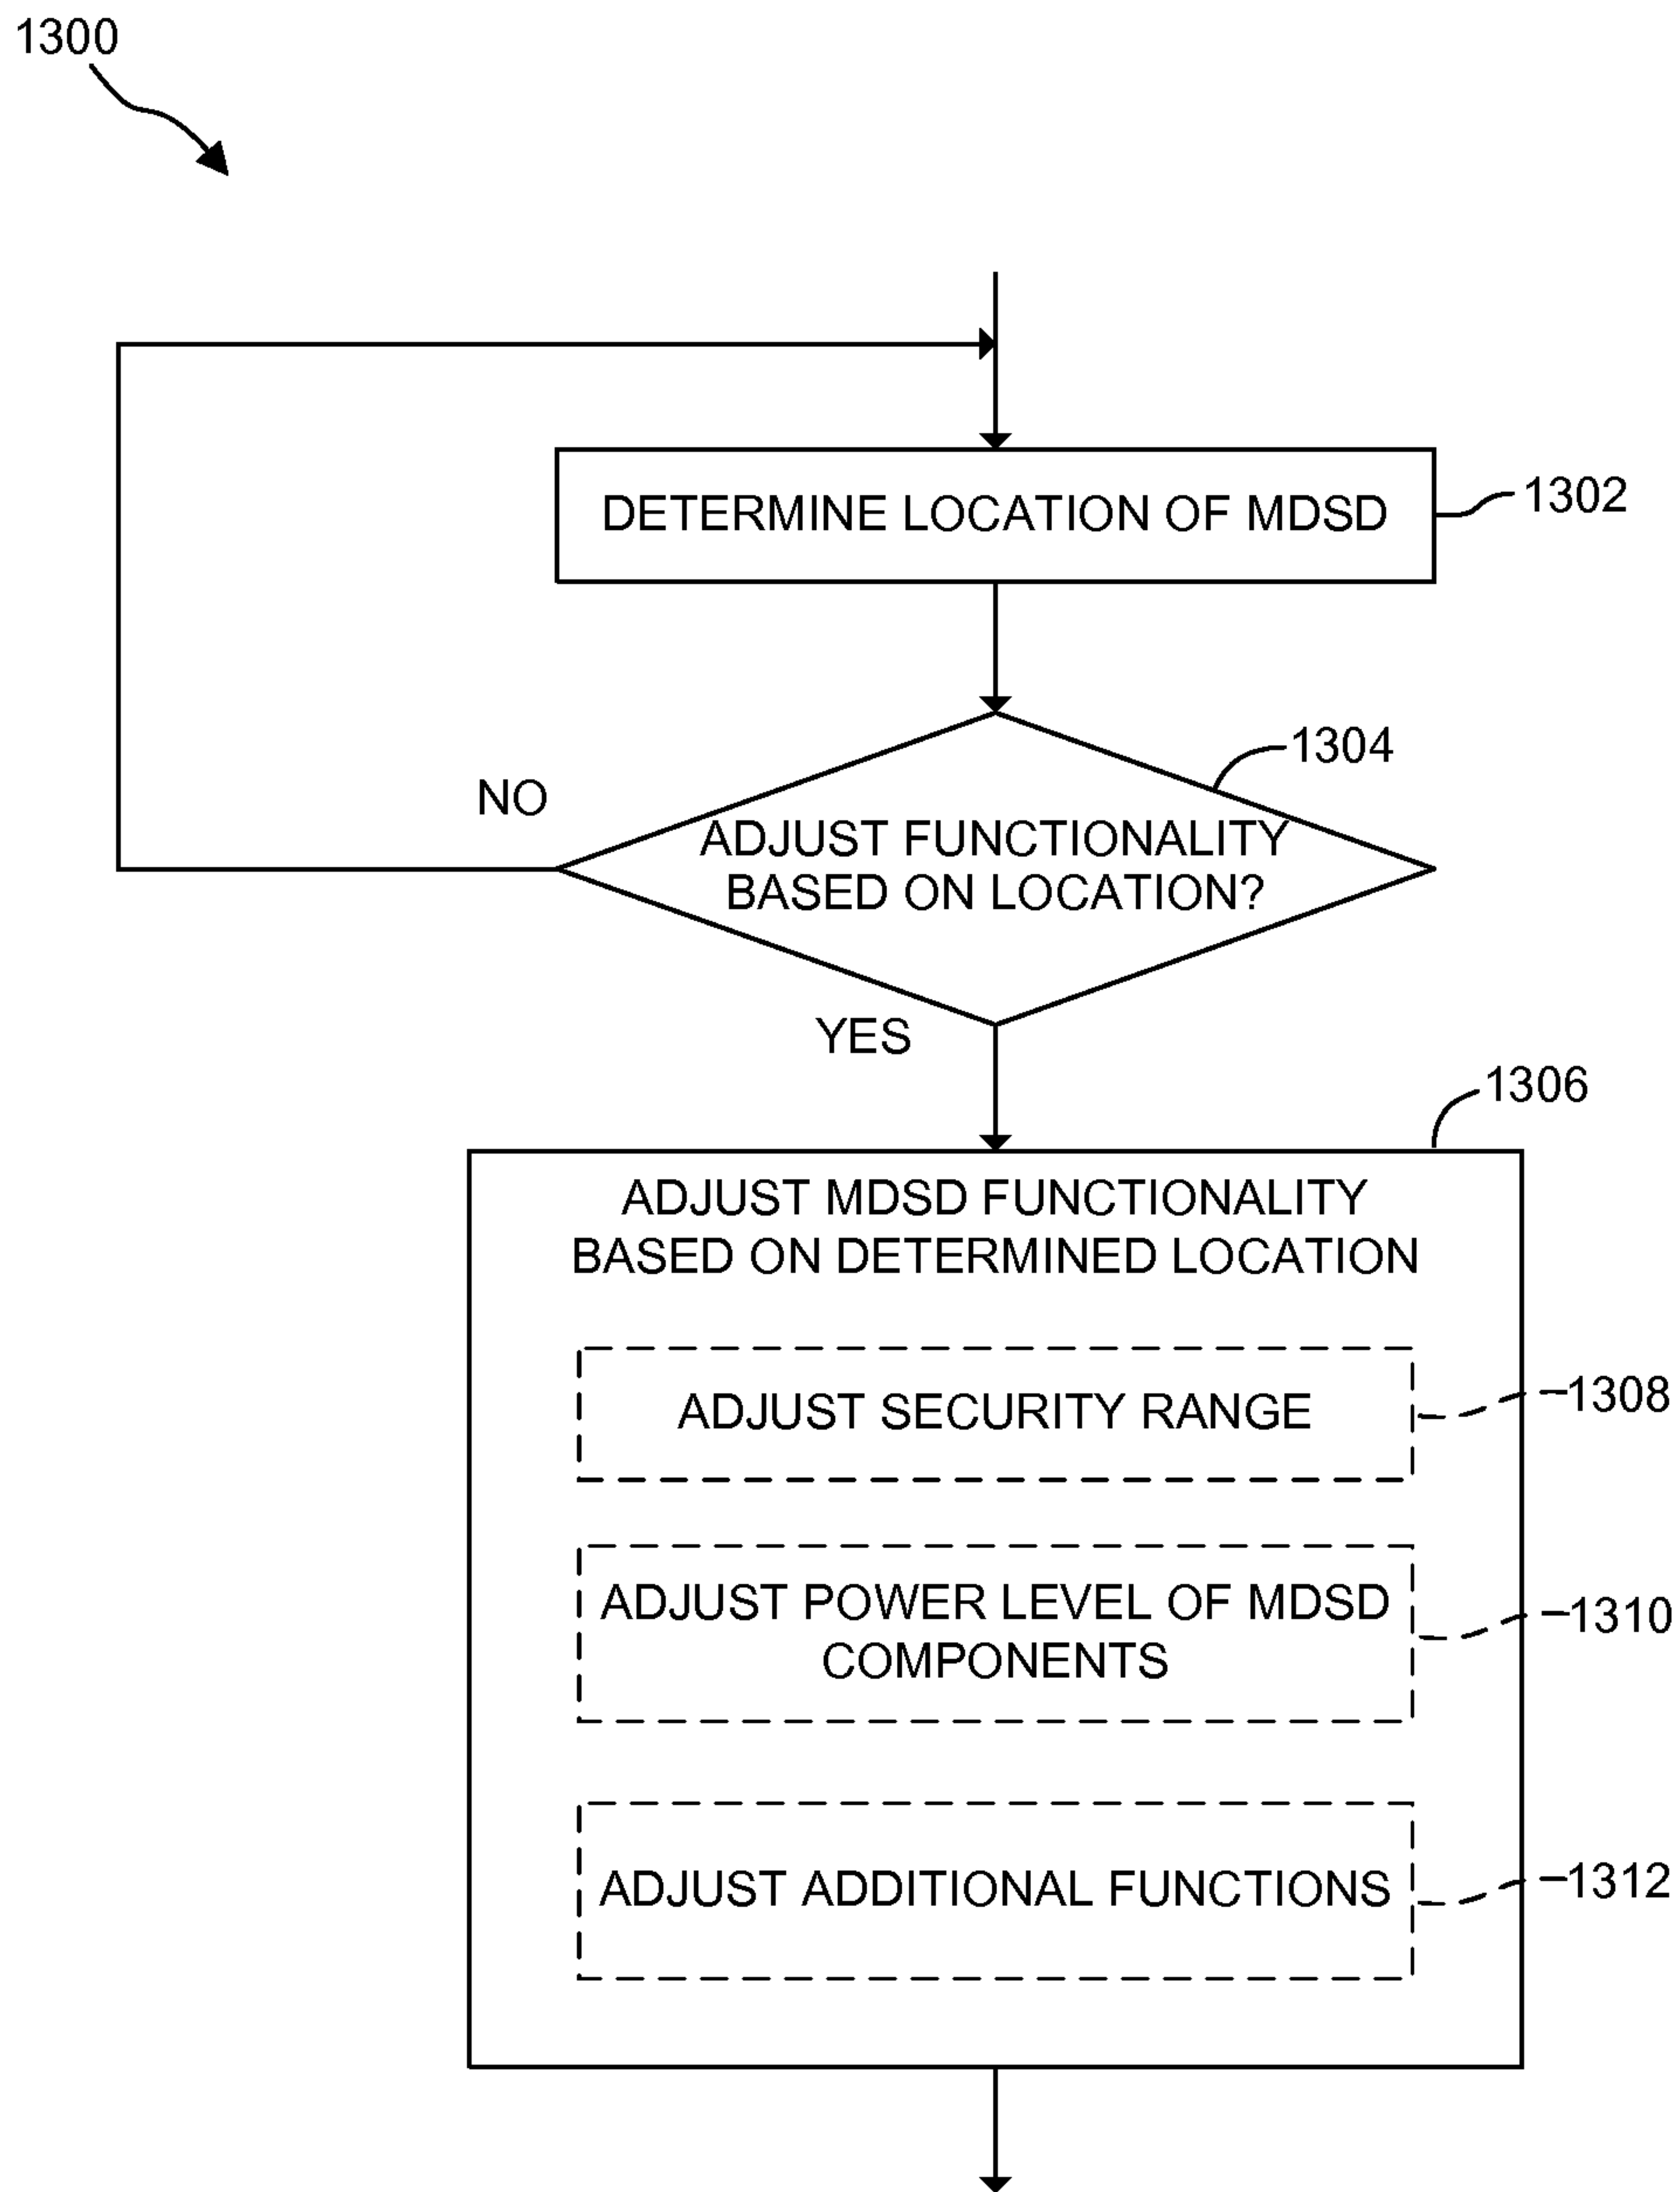 1300
DETERMINE LOCATION OF MDSD
1302
1304
NO
ADJUST FUNCTIONALITY
BASED ON LOCATION?
YES
1306
ADJUST MDSD FUNCTIONALITY
BASED ON DETERMINED LOCATION
ADJUST SECURITY RANGE
1308
ADJUST POWER LEVEL OF MDSD
COMPONENTS
1310
ADJUST ADDITIONAL FUNCTIONS
1312